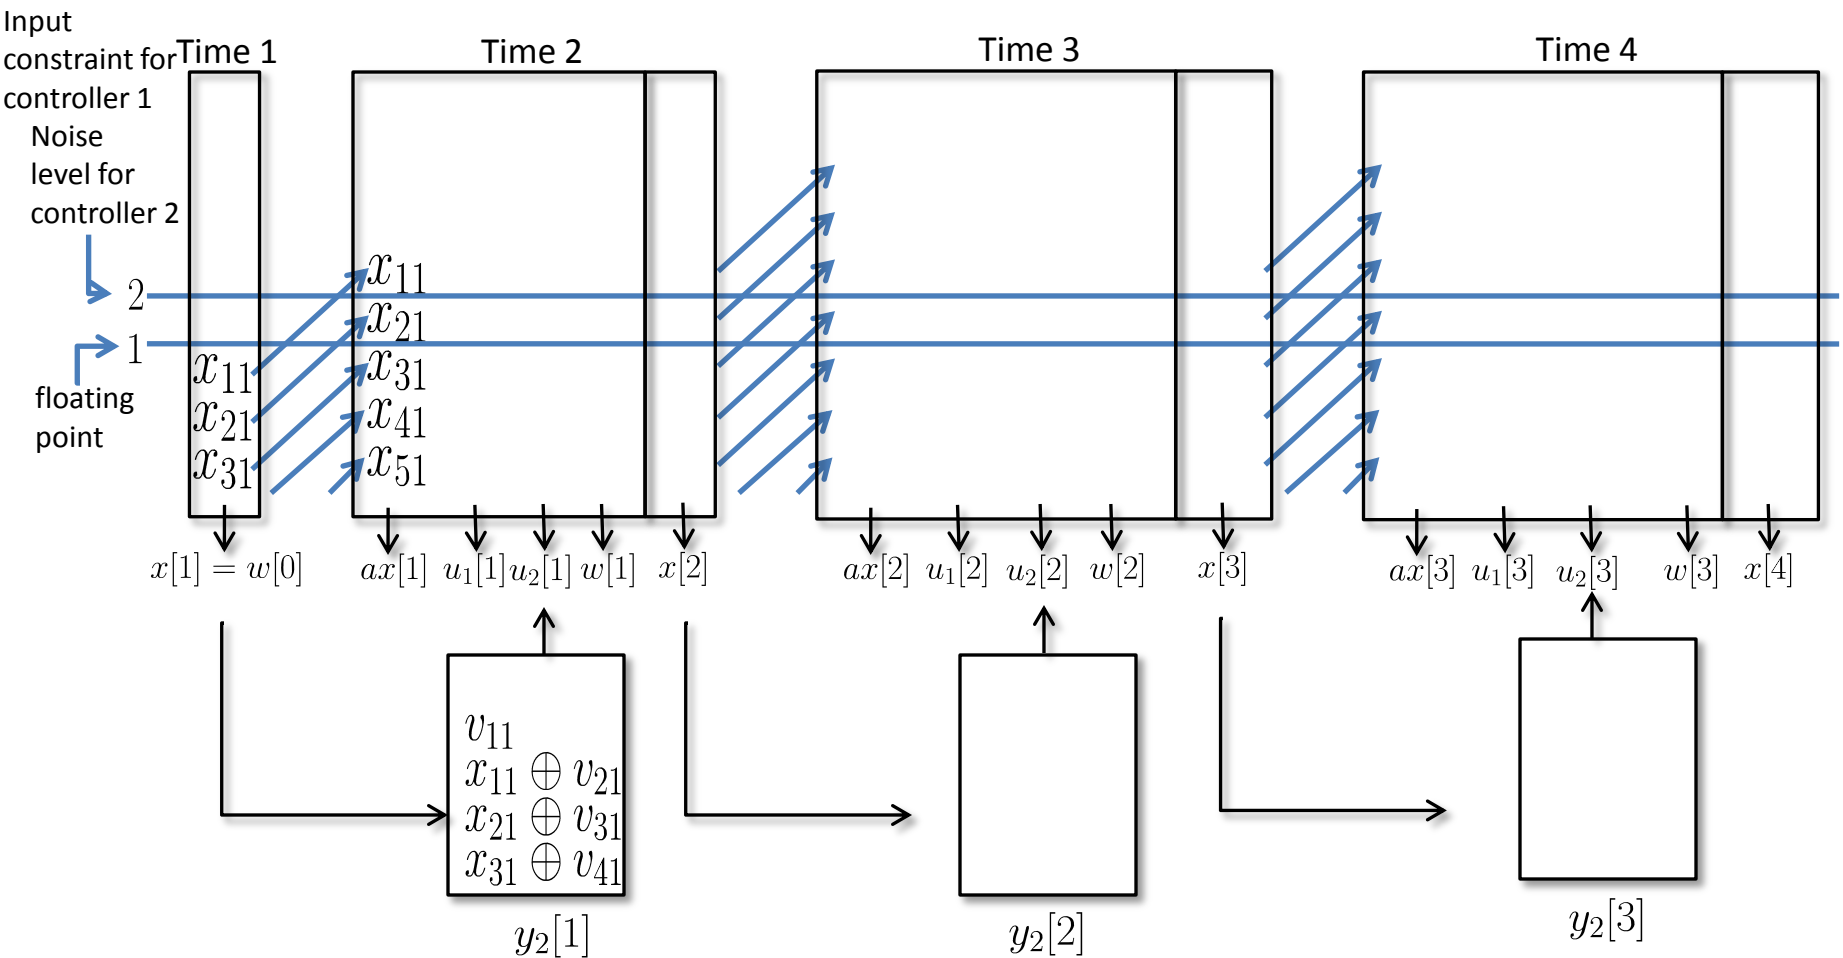 Input
constraint for
controller 1
Noise
level for
controller 2
2
1
floating
point
Time 1
Time 2
Time 3
Time 4
x₁₁
x₂₁
x₃₁
x₁₁
x₂₁
x₃₁
x₄₁
x₅₁
x[1] = w[0]
ax[1] u₁[1] u₂[1] w[1] x[2]
ax[2] u₁[2] u₂[2] w[2] x[3]
ax[3] u₁[3] u₂[3] w[3] x[4]
v₁₁
x₁₁ ⊕ v₂₁
x₂₁ ⊕ v₃₁
x₃₁ ⊕ v₄₁
y₂[1]
y₂[2]
y₂[3]